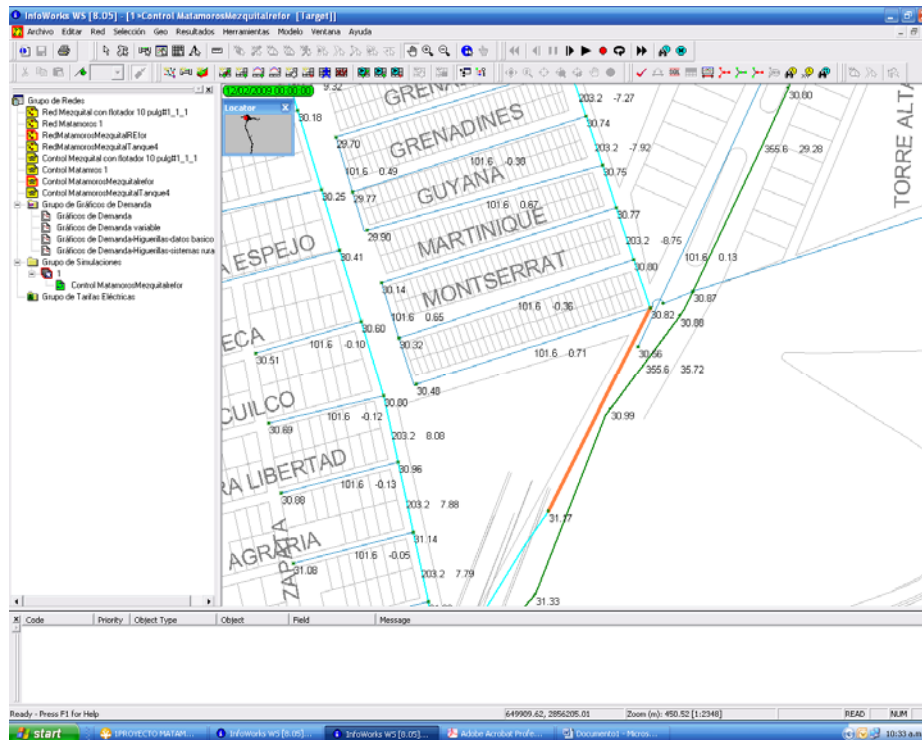 InfoWorks WS [8.05] - [1>Control MatamorosMezquitalrefor [Target]]
Archivo Editar Red Selección Geo Resultados Herramientas Modelo Ventana Ayuda
Grupo de Redes
Red Mezquital con flotador 10 pulg#1_1_1
Red Matamoros 1
RedMatamorosMezquitalREfor
RedMatamorosMezquitalTanque4
Control Mezquital con flotador 10 pulg#1_1_1
Control Matamros 1
Control MatamorosMezquitalrefor
Control MatamorosMezquitalTanque4
Grupo de Gráficos de Demanda
Gráficos de Demanda
Gráficos de Demanda variable
Gráficos de Demanda-Higuerillas-datos basico
Gráficos de Demanda-Higuerillas-sistemas rura
Grupo de Simulaciones
1
Control MatamorosMezquitalrefor
Grupo de Tarifas Eléctricas
Locator X
9.32
30.18
GRENA
203.2 -7.27
30.80
29.70
GRENADINES
30.74
355.6 29.28
TORRE ALTA
101.6 0.49
101.6 -0.38
203.2 -7.92
30.25
29.77
GUYANA
30.75
101.6 0.67
29.90
MARTINIQUE
30.77
A ESPEJO
30.41
203.2 -8.75
30.14
MONTSERRAT
30.80
101.6 0.13
101.6 0.65
101.6 -0.36
30.87
30.82
30.88
30.60
ECA
101.6 -0.10
30.32
30.51
101.6 0.71
30.56
355.6 35.72
30.48
30.80
CUILCO
101.6 -0.12
30.99
30.69
203.2 8.08
RA LIBERTAD
30.96
101.6 -0.13
30.88
203.2 7.88
31.17
AGRARIA
31.14
101.6 -0.05
ZAPATA
31.08
203.2 7.79
31.33
Code Priority Object Type Object Field Message
Ready - Press F1 for Help
649909.62, 2856205.01
Zoom (m): 450.52 [1:2348]
READ NUM
start
1PROYECTO MATAM...
InfoWorks WS [8.05]...
InfoWorks WS [8.05]...
Adobe Acrobat Profe...
Documento1 - Micros...
10:33 a.m.